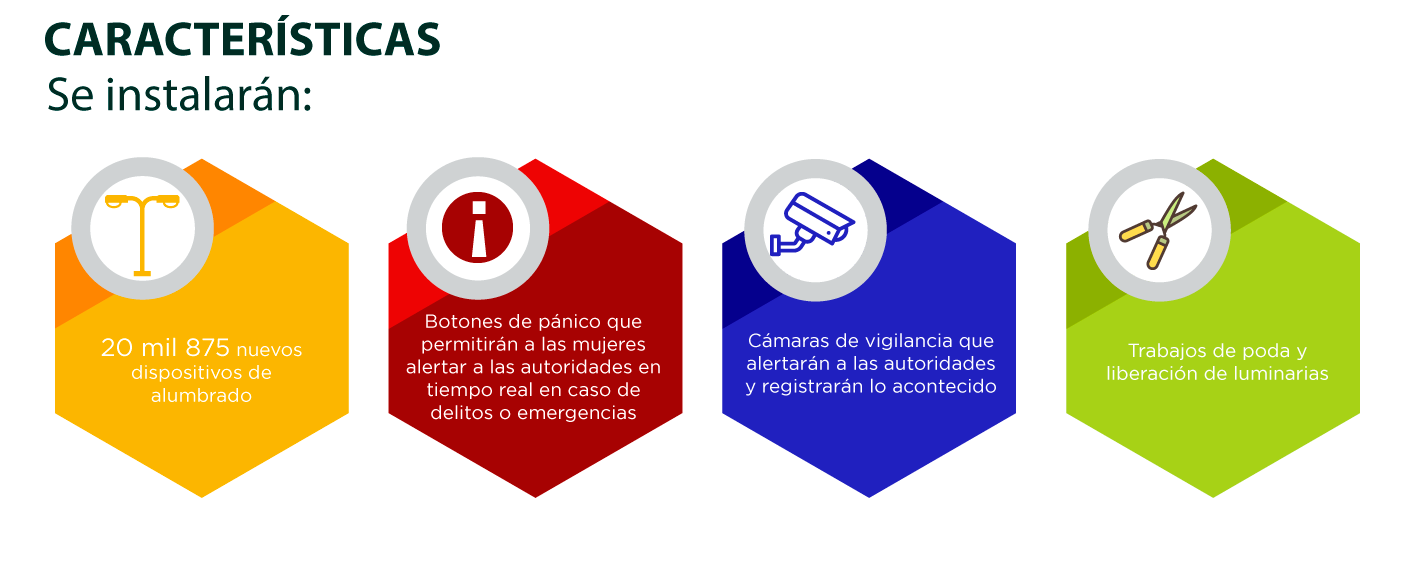 CARACTERÍSTICAS
Se instalarán:
20 mil 875 nuevos
dispositivos de
alumbrado
Botones de pánico que
permitirán a las mujeres
alertar a las autoridades en
tiempo real en caso de
delitos o emergencias
Cámaras de vigilancia que
alertarán a las autoridades
y registrarán lo acontecido
Trabajos de poda y
liberación de luminarias